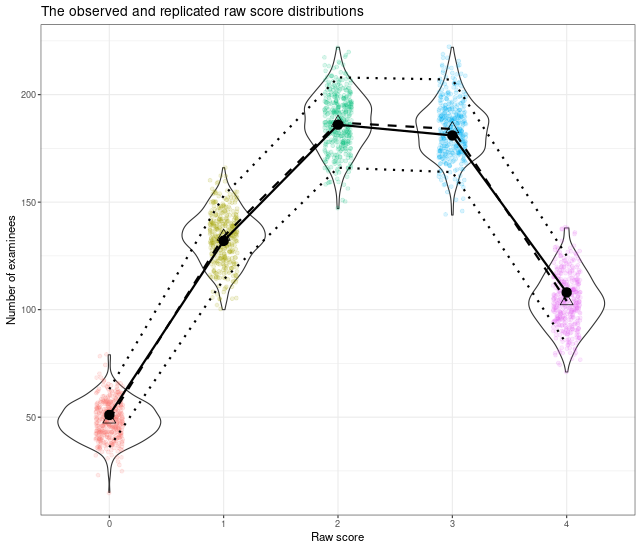 The observed and replicated raw score distributions
Number of examinees
200
150
100
50
0 1 2 3 4
Raw score